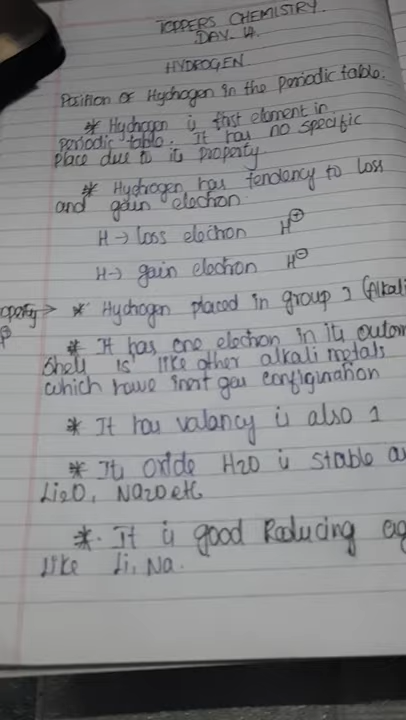 TOPPERS CHEMISTRY.
DAY - 14.
HYDROGEN
Position of Hydrogen in the Periodic table.
* Hydrogen is first element in
periodic table. It has no specific
place due to its property
* Hydrogen has tendency to loss
and gain electron.
H → loss electron H⊕
H → gain electron H⊖
→ * Hydrogen placed in group 1 (Alkali
* It has one electron in its outer
shell is like other alkali metals
which have inert gas configuration
* It has valancy is also 1
* Its oxide H2O is stable as
Li2O, Na2O etc
* It is good Reducing ag
like Li, Na.